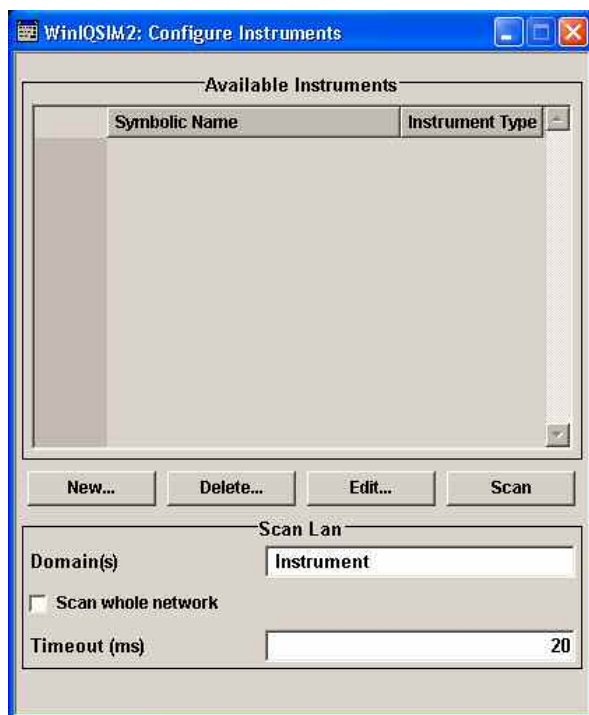 WinIQSIM2: Configure Instruments
Available Instruments
Symbolic Name Instrument Type
New... Delete... Edit... Scan
Scan Lan
Domain(s) Instrument
Scan whole network
Timeout (ms) 20